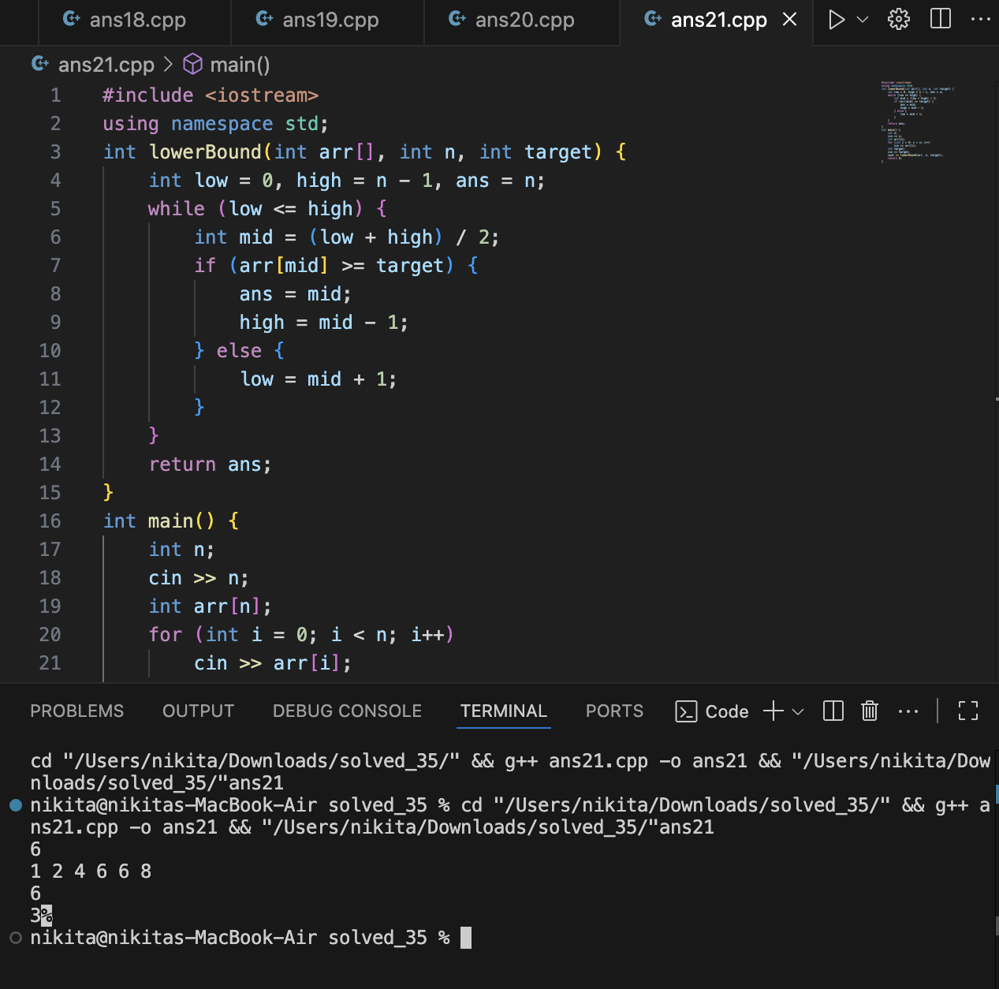 ans18.cpp ans19.cpp ans20.cpp ans21.cpp
ans21.cpp > main()
1 #include <iostream>
2 using namespace std;
3 int lowerBound(int arr[], int n, int target) {
4 int low = 0, high = n - 1, ans = n;
5 while (low <= high) {
6 int mid = (low + high) / 2;
7 if (arr[mid] >= target) {
8 ans = mid;
9 high = mid - 1;
10 } else {
11 low = mid + 1;
12 }
13 }
14 return ans;
15 }
16 int main() {
17 int n;
18 cin >> n;
19 int arr[n];
20 for (int i = 0; i < n; i++)
21 cin >> arr[i];
PROBLEMS OUTPUT DEBUG CONSOLE TERMINAL PORTS Code
cd "/Users/nikita/Downloads/solved_35/" && g++ ans21.cpp -o ans21 && "/Users/nikita/Dow
nloads/solved_35/"ans21
nikita@nikitas-MacBook-Air solved_35 % cd "/Users/nikita/Downloads/solved_35/" && g++ a
ns21.cpp -o ans21 && "/Users/nikita/Downloads/solved_35/"ans21
6
1 2 4 6 6 8
6
3%
nikita@nikitas-MacBook-Air solved_35 %